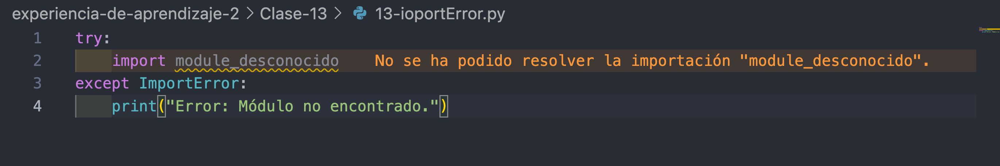 experiencia-de-aprendizaje-2 > Clase-13 > 13-ioportError.py
1 try:
2 import module_desconocido No se ha podido resolver la importación "module_desconocido".
3 except ImportError:
4 print("Error: Módulo no encontrado.")